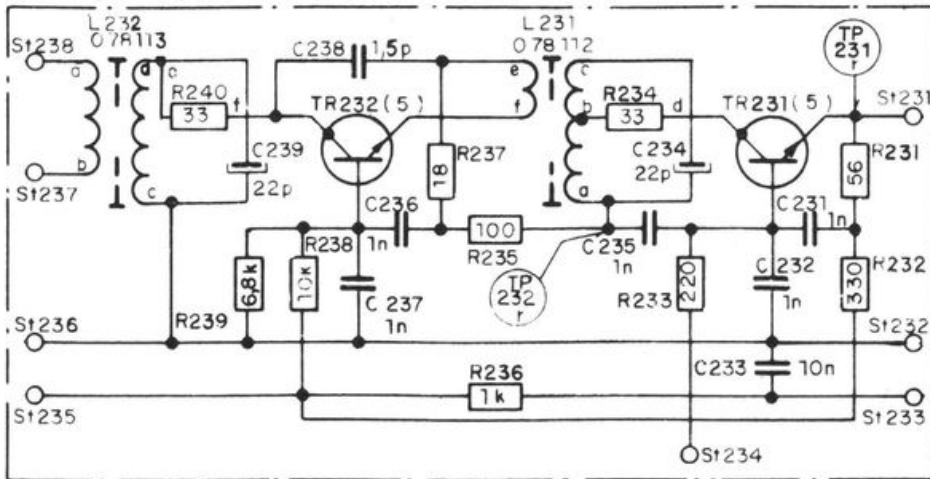 L232
078113
St238
a
b
St237
d
c
R240
33
f
c
C239
22p
C238
1,5p
TR232(5)
e
f
R237
18
L231
078112
c
b
a
R234
33
d
C234
22p
TR231(5)
TP
231
r
St231
R231
56
C236
1n
100
R235
C235
1n
TP
232
r
C231
1n
R232
330
R238
10k
6,8k
R239
C237
1n
220
R233
C232
1n
St236
St232
C233
10n
R236
1k
St235
St233
St234